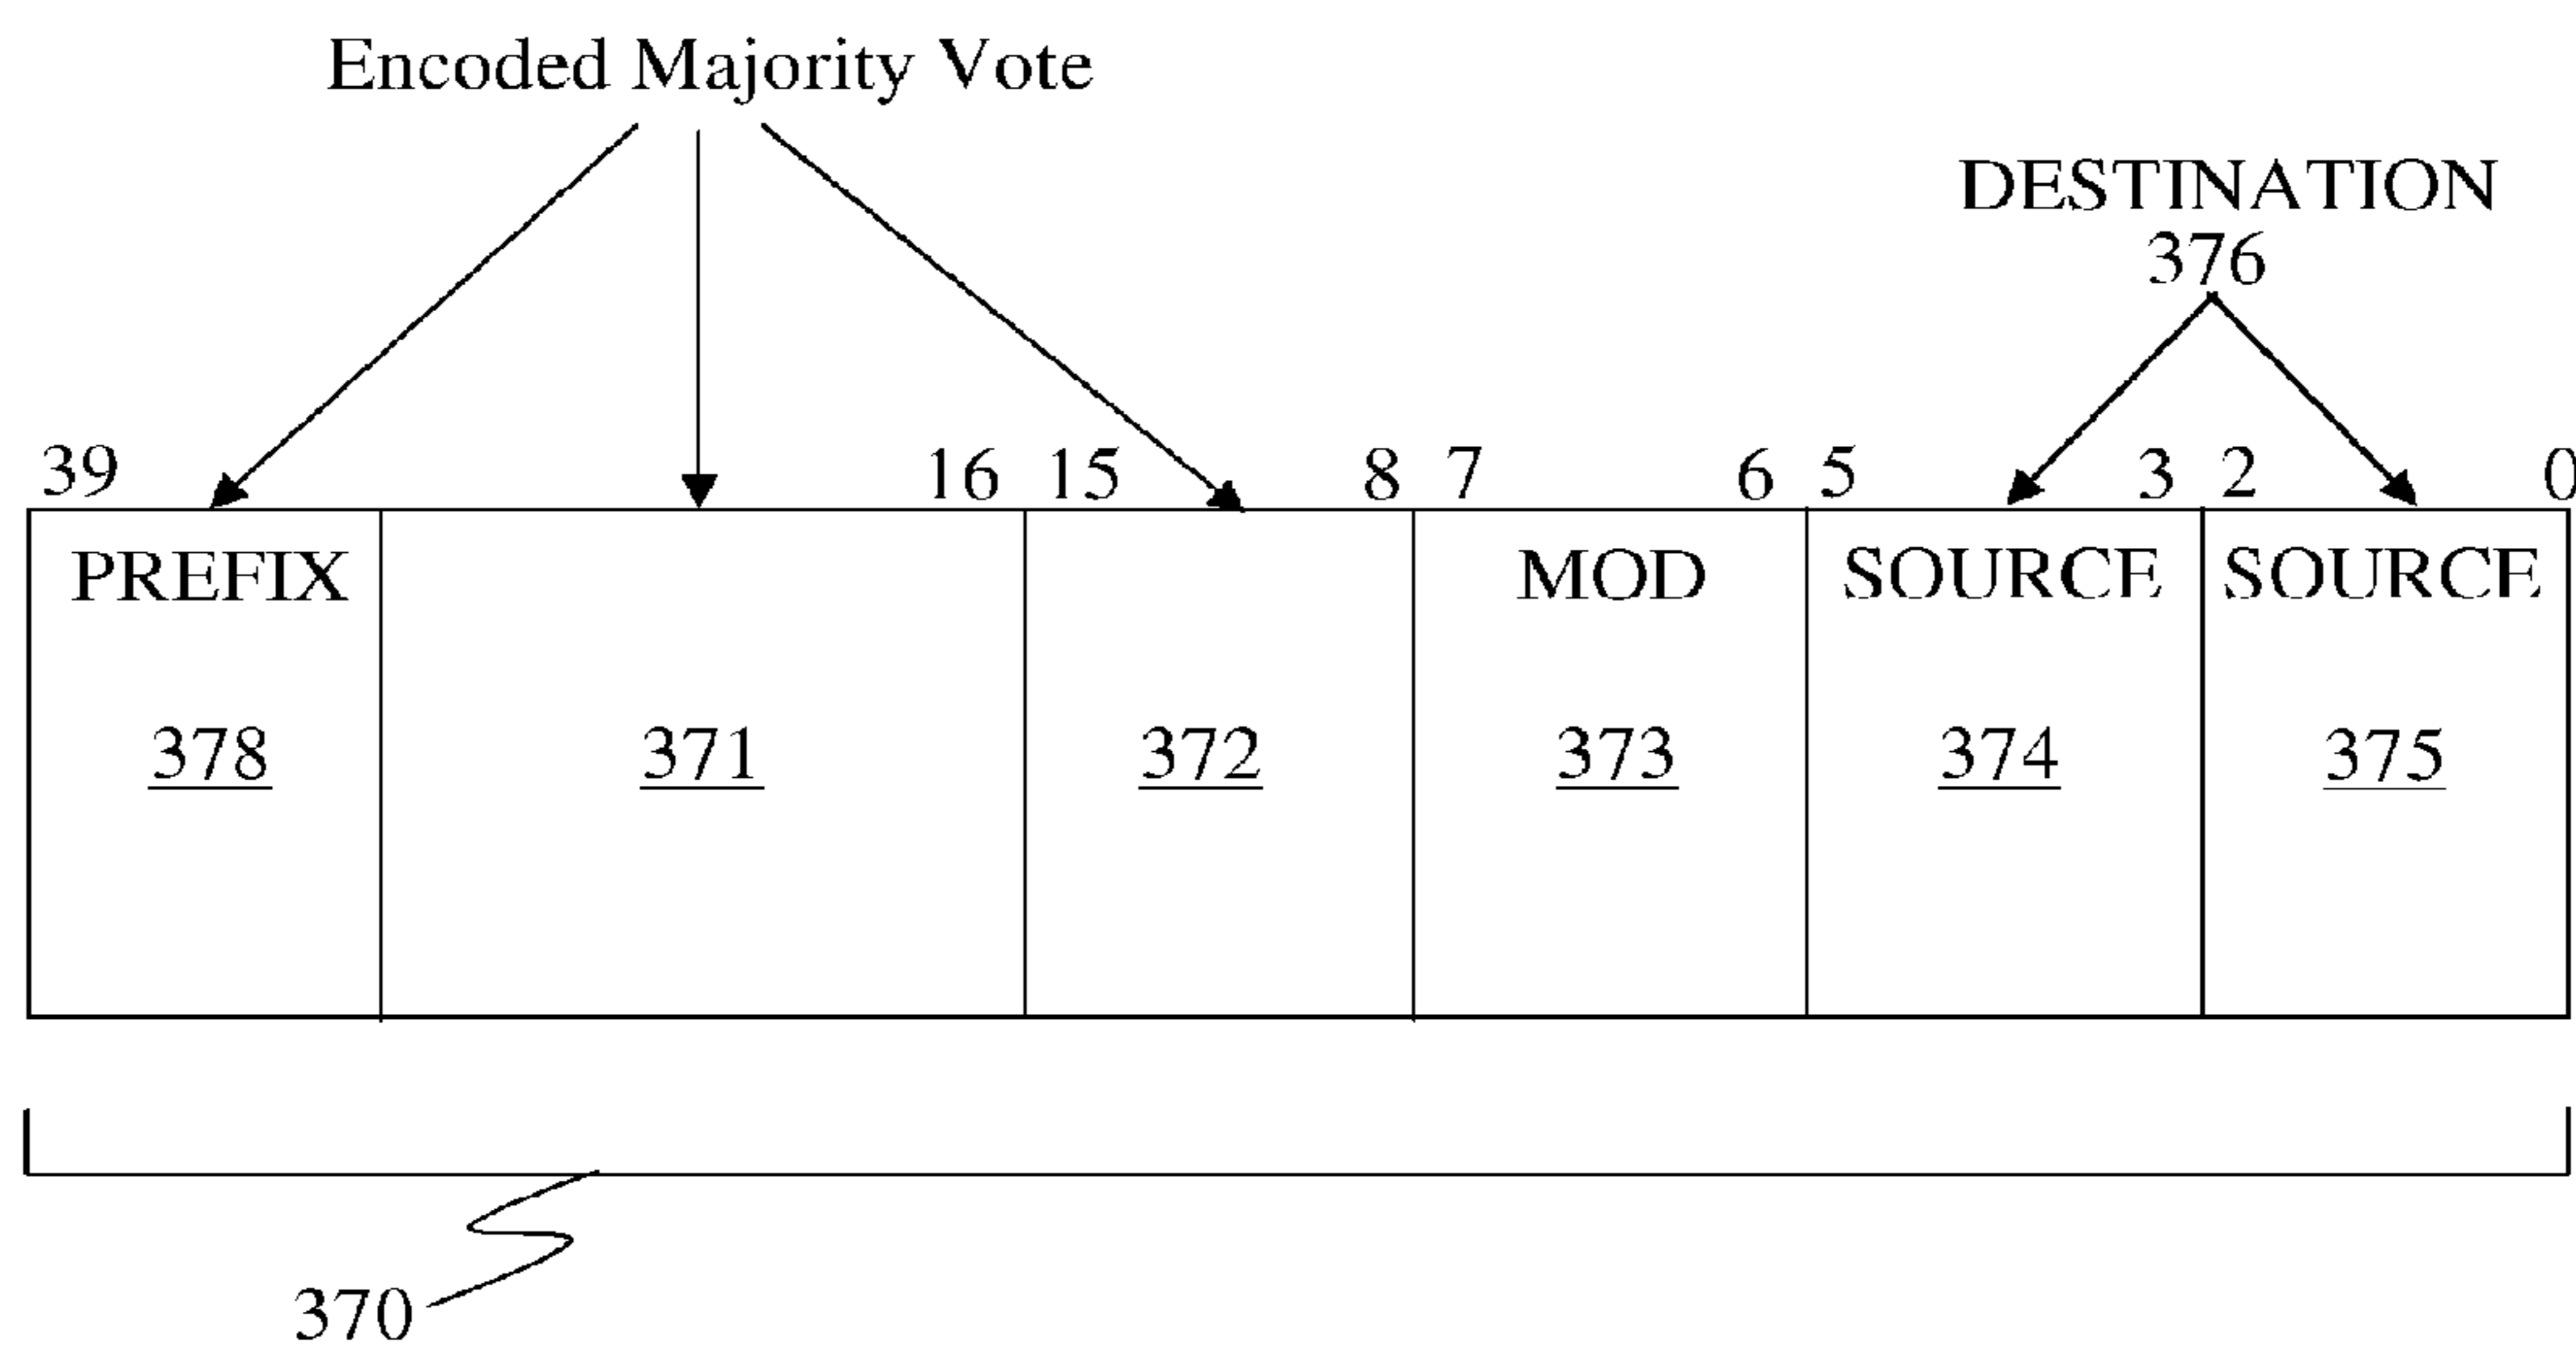 Encoded Majority Vote
DESTINATION
376
39 16 15 8 7 6 5 3 2 0
PREFIX MOD SOURCE SOURCE
378 371 372 373 374 375
370